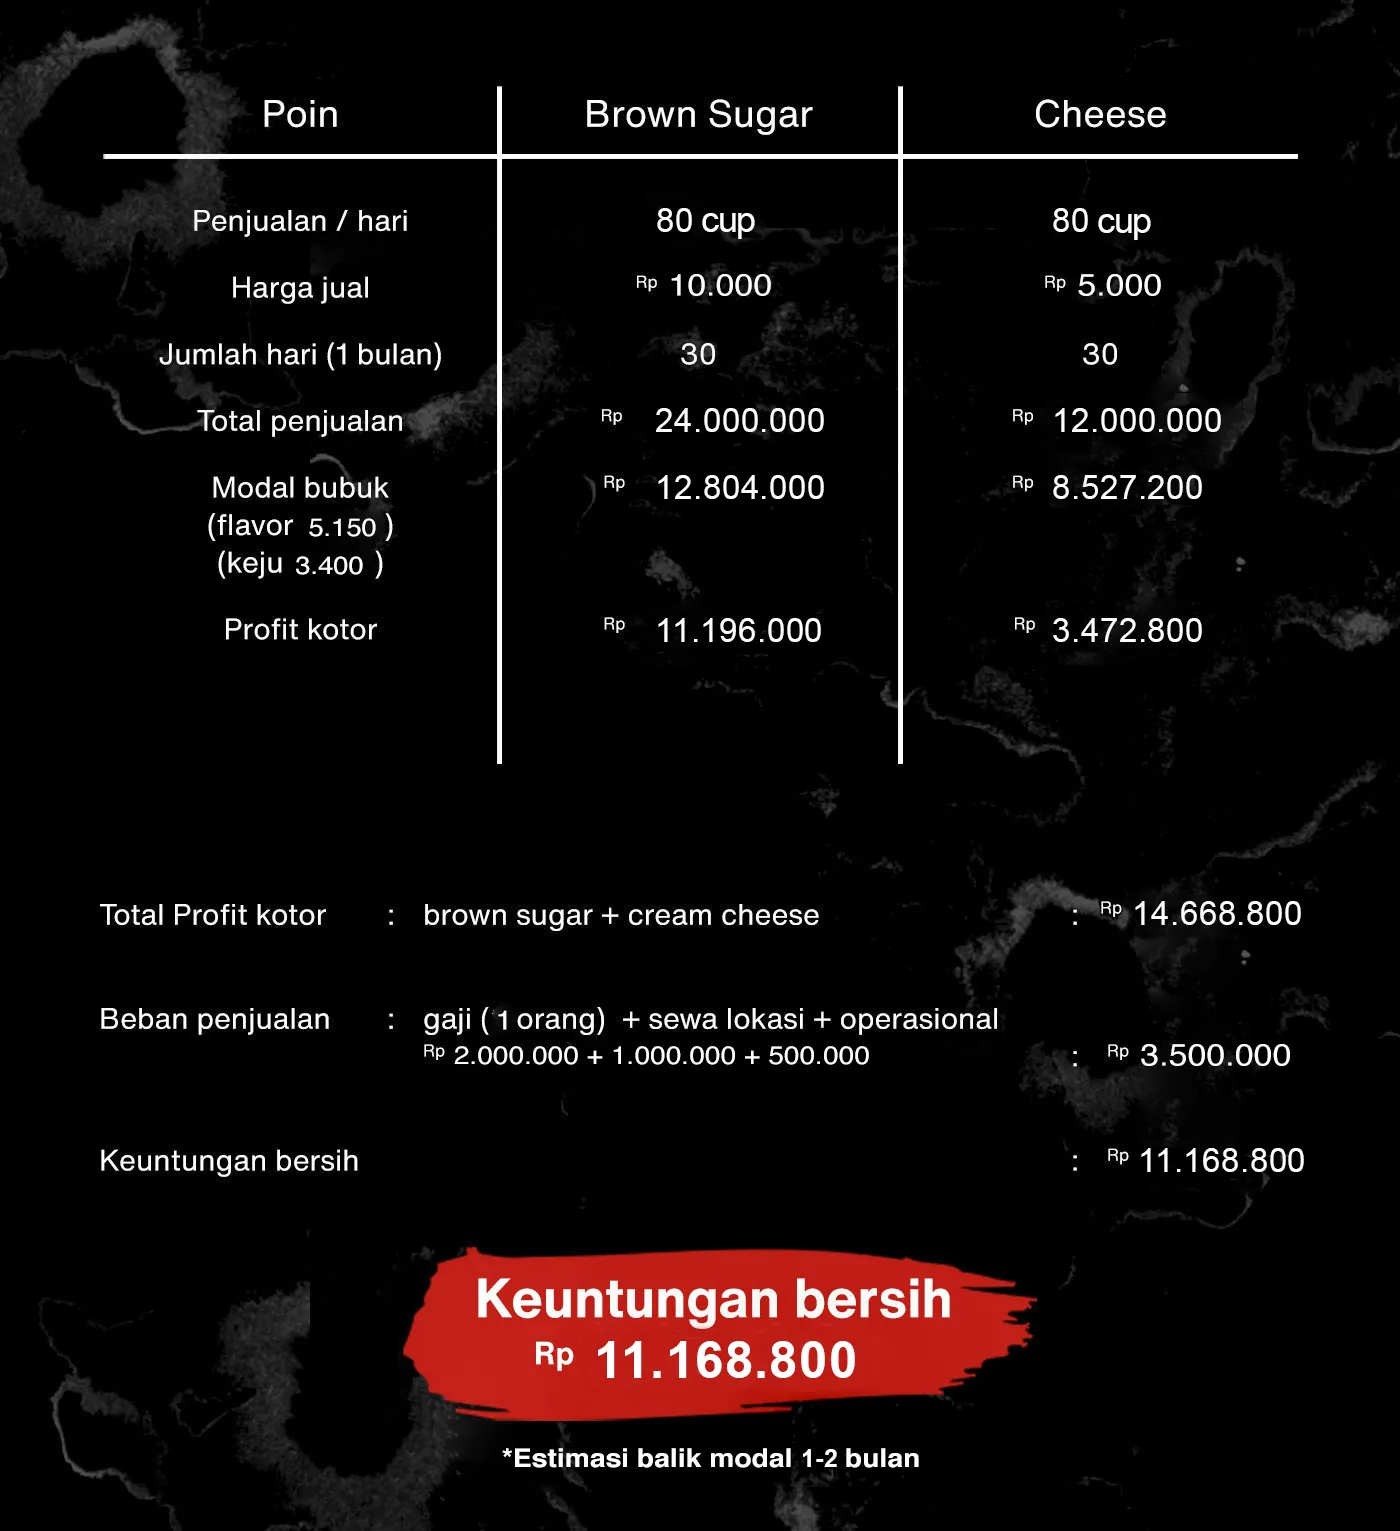 Poin Brown Sugar Cheese
Penjualan / hari 80 cup 80 cup
Harga jual Rp 10.000 Rp 5.000
Jumlah hari (1 bulan) 30 30
Total penjualan Rp 24.000.000 Rp 12.000.000
Modal bubuk Rp 12.804.000 Rp 8.527.200
(flavor 5.150 )
(keju 3.400 )
Profit kotor Rp 11.196.000 Rp 3.472.800
Total Profit kotor : brown sugar + cream cheese : Rp 14.668.800
Beban penjualan : gaji ( 1 orang) + sewa lokasi + operasional
Rp 2.000.000 + 1.000.000 + 500.000 : Rp 3.500.000
Keuntungan bersih : Rp 11.168.800
Keuntungan bersih
Rp 11.168.800
*Estimasi balik modal 1-2 bulan